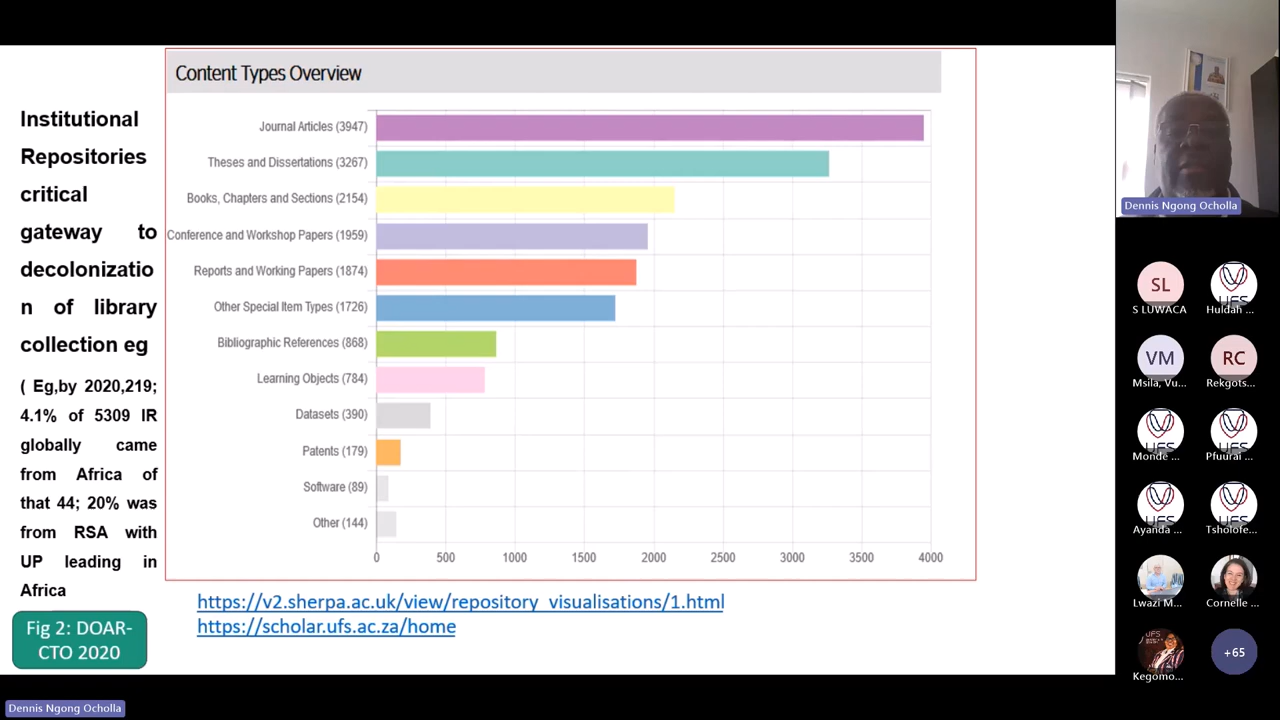 Content Types Overview
Institutional
Repositories
critical
gateway to
decolonizatio
n of library
collection eg
( Eg,by 2020,219;
4.1% of 5309 IR
globally came
from Africa of
that 44; 20% was
from RSA with
UP leading in
Africa
Fig 2: DOAR-
CTO 2020
Journal Articles (3947)
Theses and Dissertations (3267)
Books, Chapters and Sections (2154)
Conference and Workshop Papers (1959)
Reports and Working Papers (1874)
Other Special Item Types (1726)
Bibliographic References (868)
Learning Objects (784)
Datasets (390)
Patents (179)
Software (89)
Other (144)
0 500 1000 1500 2000 2500 3000 3500 4000
https://v2.sherpa.ac.uk/view/repository_visualisations/1.html
https://scholar.ufs.ac.za/home
Dennis Ngong Ocholla
SL
S LUWACA
UFS
Huldah ...
VM
Msila, Vu...
RC
Rekgots...
UFS
Monde ...
UFS
Pfuurai ...
UFS
Ayanda ...
UFS
Tsholofe...
Lwazi M...
Cornelle ...
UFS
Kegomo...
+65
Dennis Ngong Ocholla